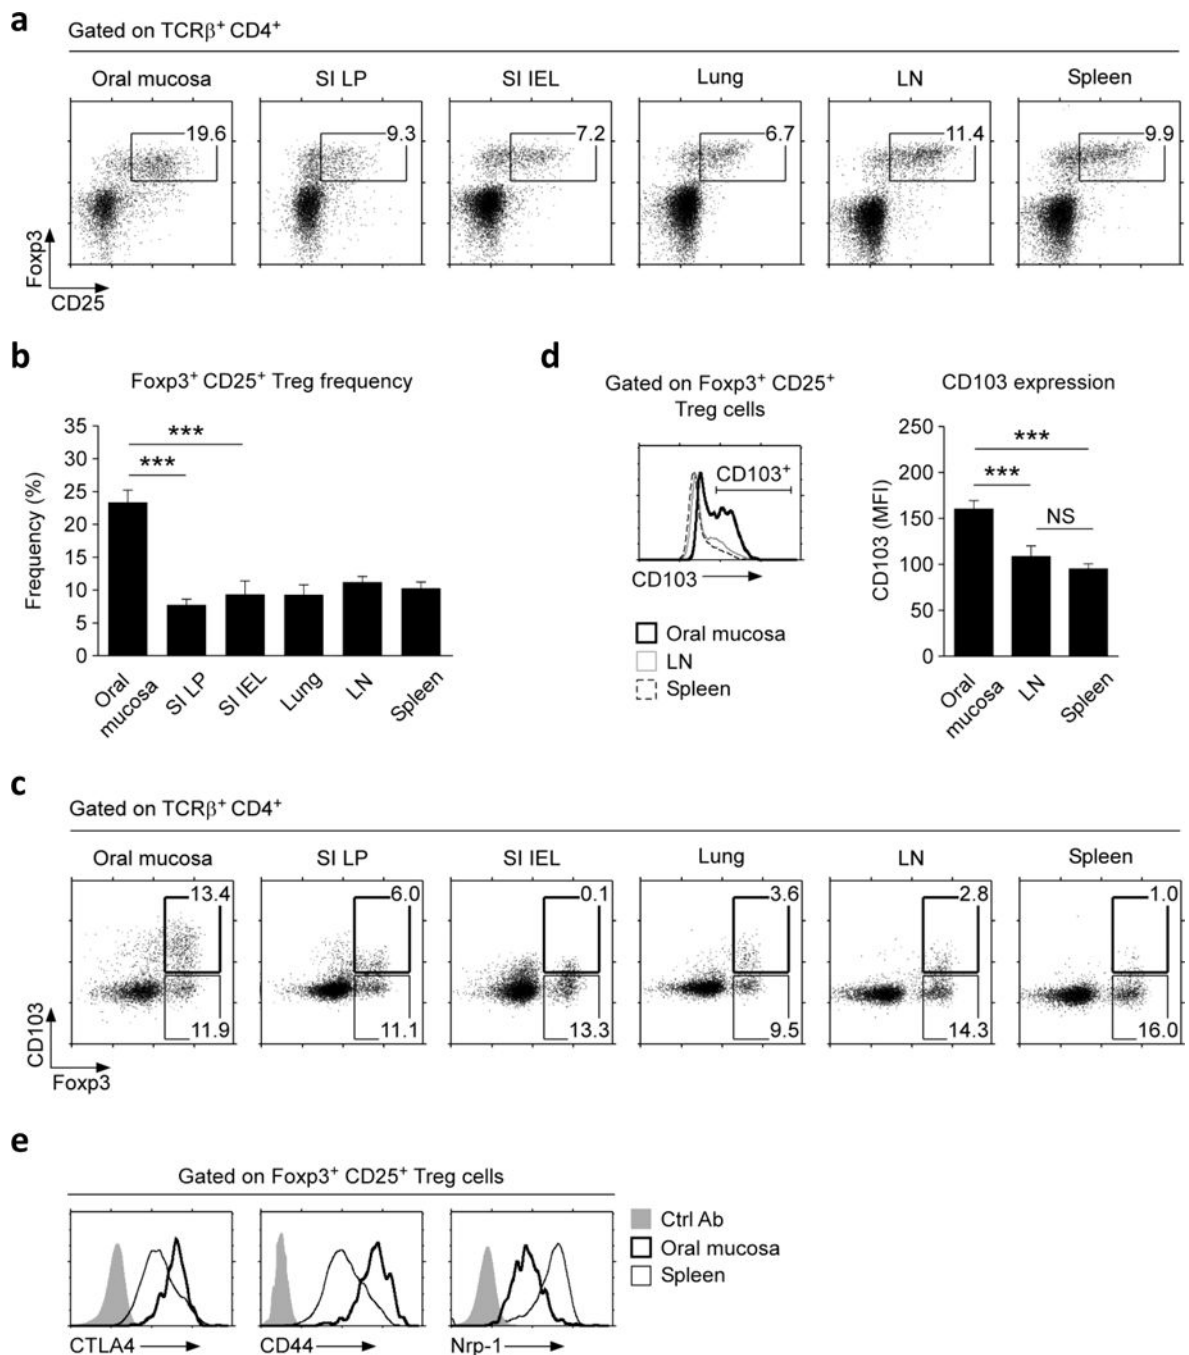 a
Gated on TCRβ⁺ CD4⁺
Oral mucosa SI LP SI IEL Lung LN Spleen
19.6 9.3 7.2 6.7 11.4 9.9
Foxp3
CD25
b
Foxp3⁺ CD25⁺ Treg frequency
Frequency (%)
35
30
25
20
15
10
5
0
***
***
Oral mucosa SI LP SI IEL Lung LN Spleen
d
Gated on Foxp3⁺ CD25⁺
Treg cells
CD103⁺
CD103
Oral mucosa
LN
Spleen
CD103 expression
CD103 (MFI)
250
200
150
100
50
0
***
***
NS
Oral mucosa LN Spleen
c
Gated on TCRβ⁺ CD4⁺
Oral mucosa SI LP SI IEL Lung LN Spleen
13.4 6.0 0.1 3.6 2.8 1.0
11.9 11.1 13.3 9.5 14.3 16.0
CD103
Foxp3
e
Gated on Foxp3⁺ CD25⁺ Treg cells
Ctrl Ab
Oral mucosa
Spleen
CTLA4 CD44 Nrp-1